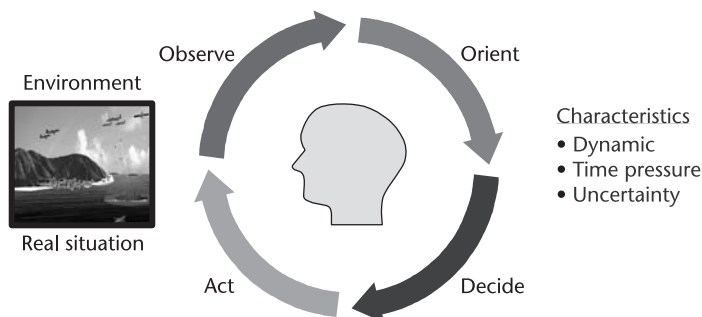 Observe
Orient
Environment
Real situation
Characteristics
• Dynamic
• Time pressure
• Uncertainty
Act
Decide